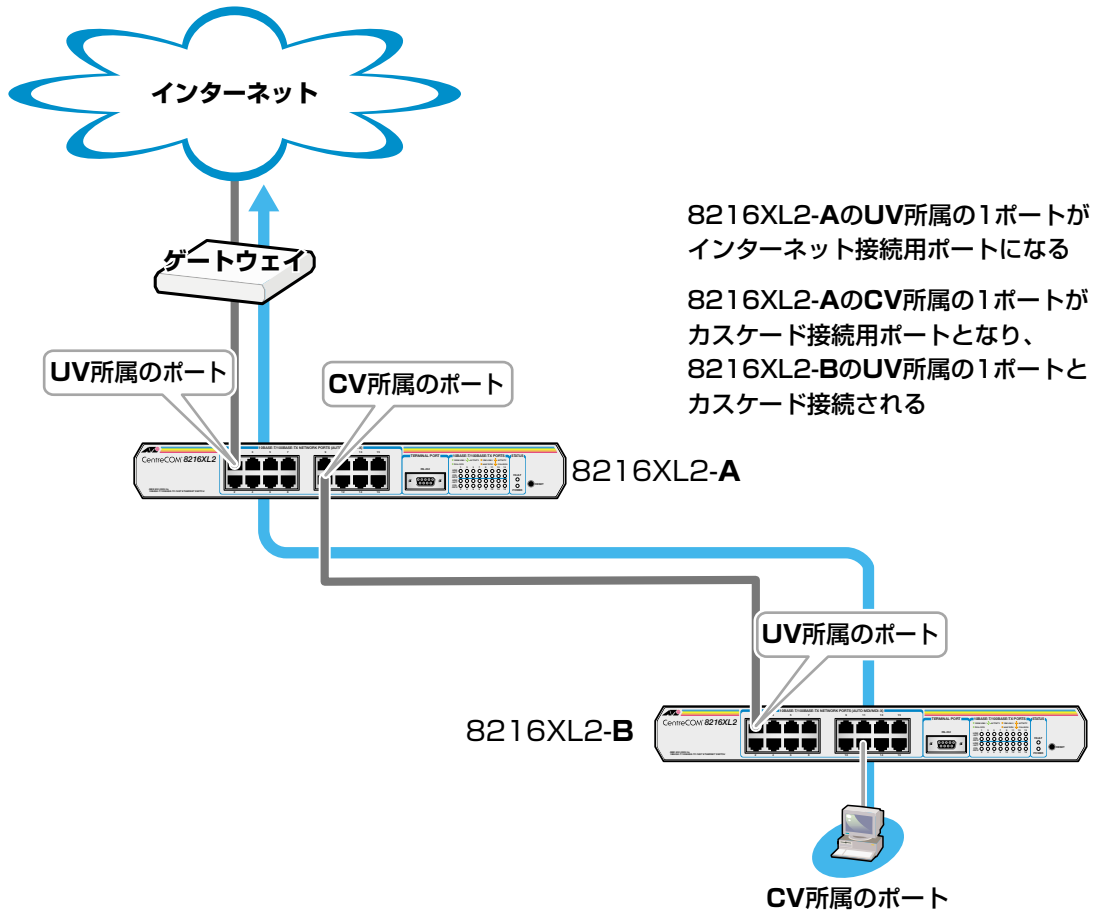 インターネット
ゲートウェイ
8216XL2-AのUV所属の1ポートが
インターネット接続用ポートになる
8216XL2-AのCV所属の1ポートが
カスケード接続用ポートとなり、
8216XL2-BのUV所属の1ポートと
カスケード接続される
UV所属のポート
CV所属のポート
CentreCOM 8216XL2
TERMINAL PORT
STATUS
8216XL2-A
UV所属のポート
8216XL2-B
CentreCOM 8216XL2
TERMINAL PORT
STATUS
CV所属のポート